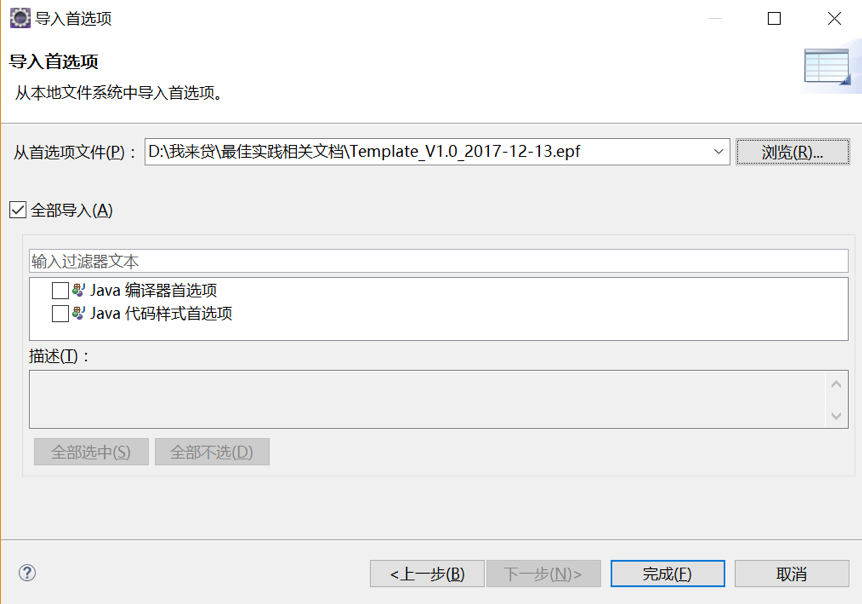 导入首选项
导入首选项
从本地文件系统中导入首选项。
从首选项文件(P)： D:\我来贷\最佳实践相关文档\Template_V1.0_2017-12-13.epf 浏览(R)...
全部导入(A)
输入过滤器文本
Java 编译器首选项
Java 代码样式首选项
描述(T)：
全部选中(S) 全部不选(D)
? <上一步(B) 下一步(N)> 完成(F) 取消